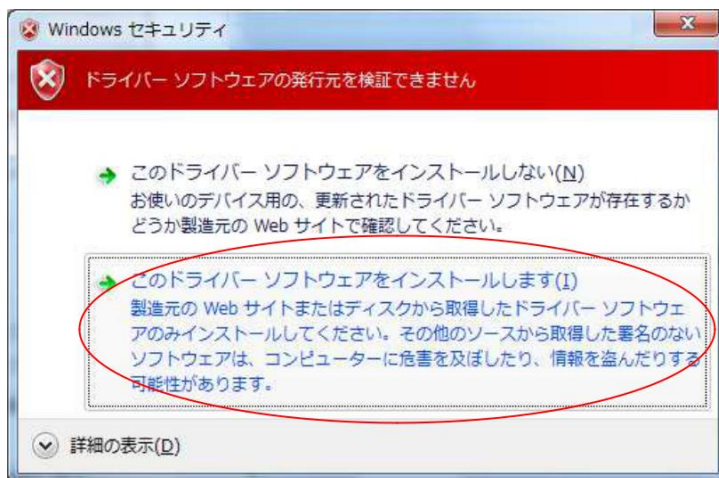 Windows セキュリティ
ドライバー ソフトウェアの発行元を検証できません
このドライバー ソフトウェアをインストールしない(N)
お使いのデバイス用の、更新されたドライバー ソフトウェアが存在するか
どうか製造元の Web サイトで確認してください。
このドライバー ソフトウェアをインストールします(I)
製造元の Web サイトまたはディスクから取得したドライバー ソフトウェ
アのみインストールしてください。その他のソースから取得した署名のない
ソフトウェアは、コンピューターに危害を及ぼしたり、情報を盗んだりする
可能性があります。
詳細の表示(D)